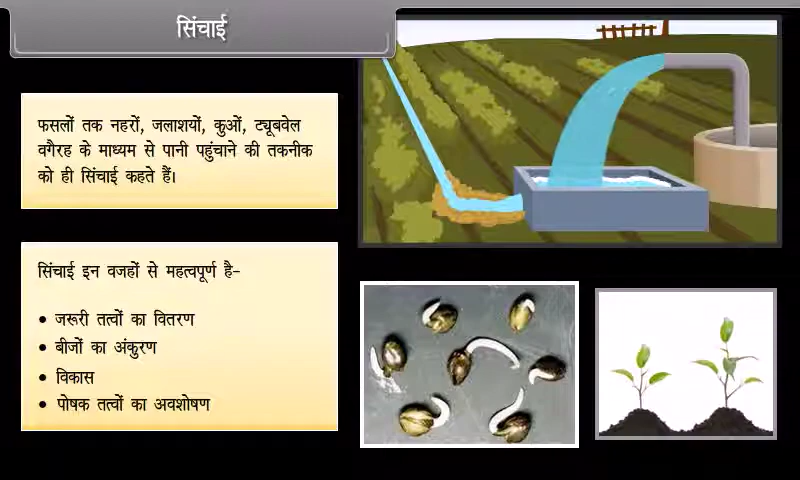 सिंचाई
फसलों तक नहरों, जलाशयों, कुओं, ट्यूबवेल
वगैरह के माध्यम से पानी पहुंचाने की तकनीक
को ही सिंचाई कहते हैं।
सिंचाई इन वजहों से महत्वपूर्ण है-
• जरूरी तत्वों का वितरण
• बीजों का अंकुरण
• विकास
• पोषक तत्वों का अवशोषण